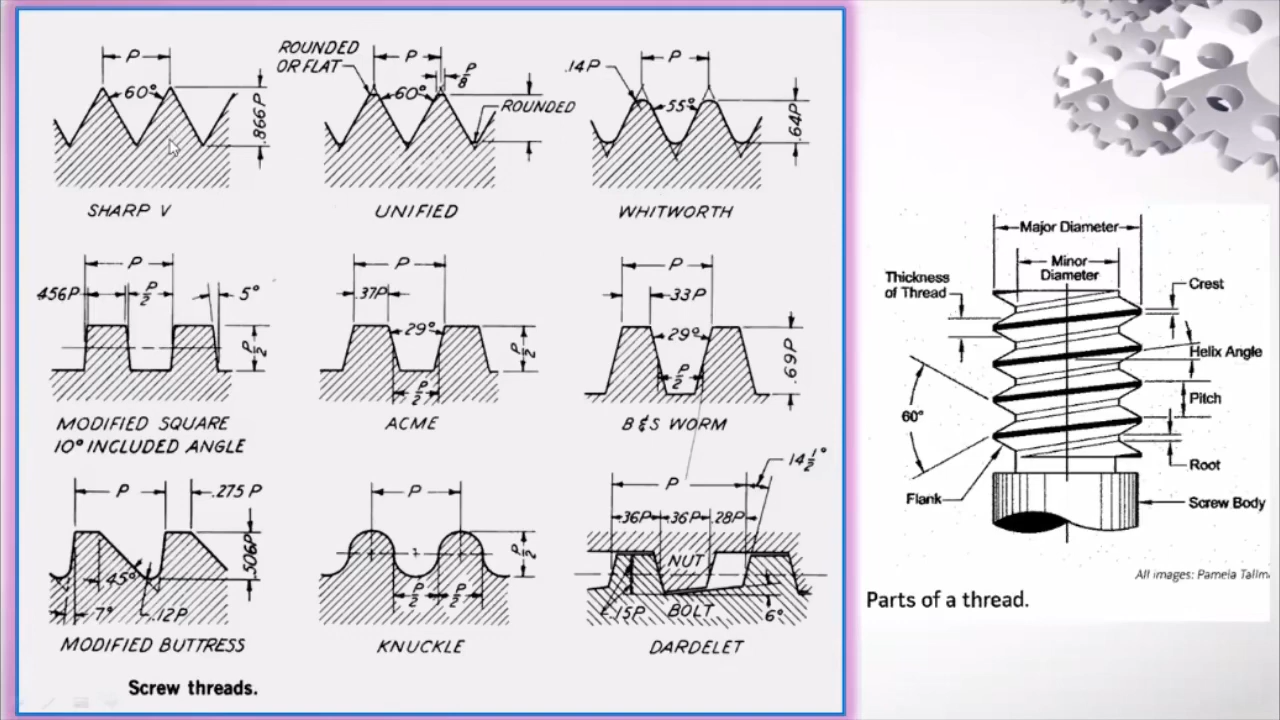 P
60°
.866P
SHARP V
ROUNDED
OR FLAT
P
P/8
60°
ROUNDED
UNIFIED
.14P
P
55°
.64P
WHITWORTH
P
.456P
P/2
5°
P/2
MODIFIED SQUARE
10° INCLUDED ANGLE
P
.37P
29°
P/2
P/2
ACME
P
.33P
29°
P/2
.69P
B&S WORM
P
.275 P
45°
.506P
7°
.12P
MODIFIED BUTTRESS
P
P/2
P/2
P/2
KNUCKLE
14 1/2°
P
.36P
.36P
.28P
NUT
BOLT
.15P
6°
DARDELET
Screw threads.
Major Diameter
Minor
Diameter
Thickness
of Thread
Crest
Helix Angle
60°
Pitch
Root
Flank
Screw Body
All images: Pamela Tallm
Parts of a thread.